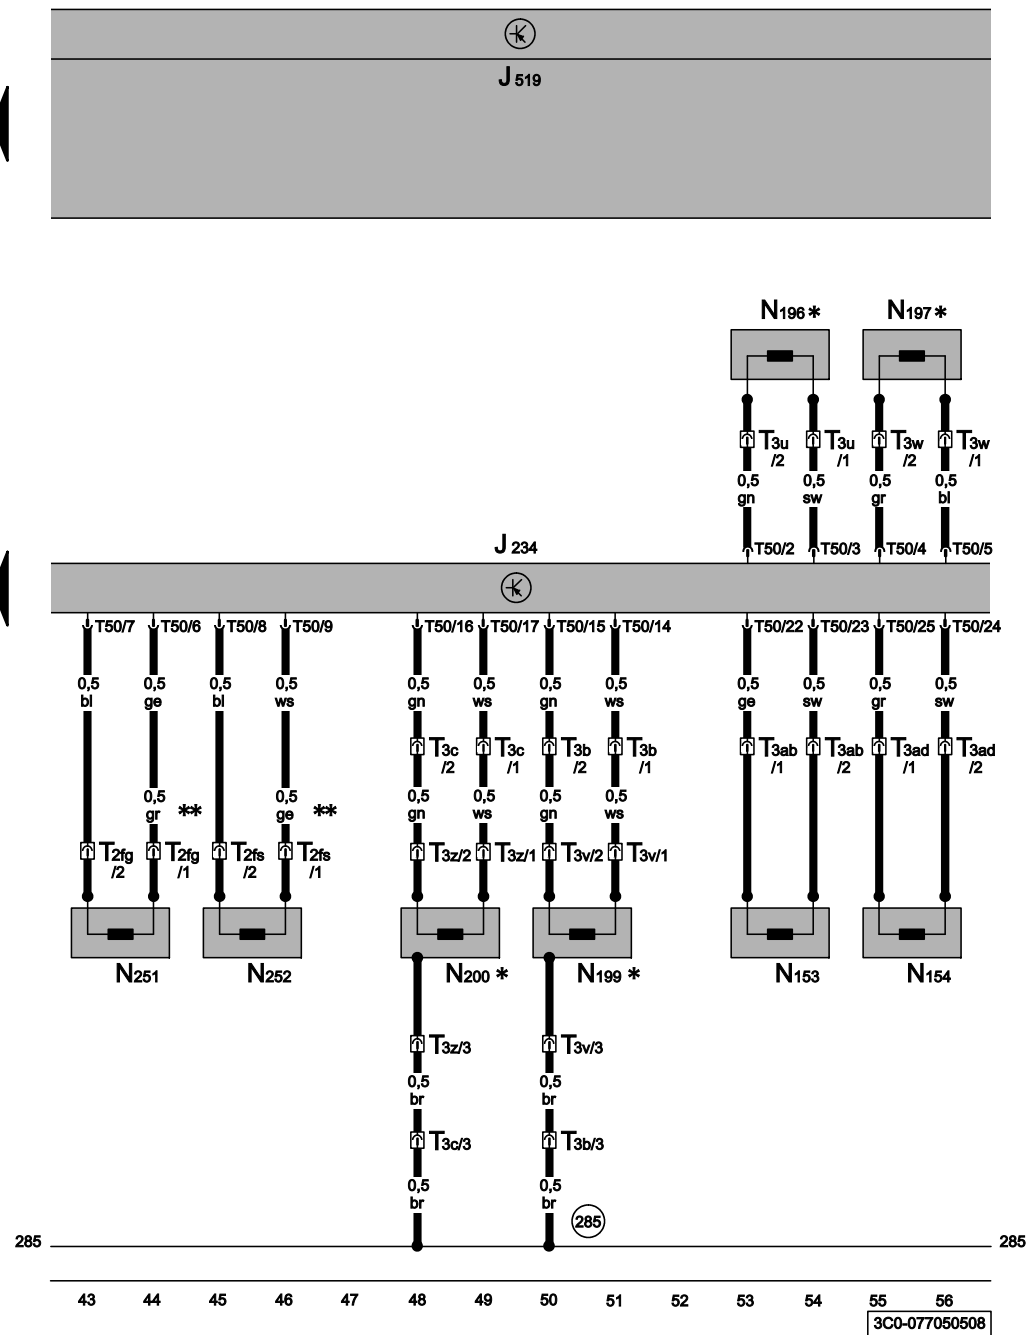 J 519
N196* N197*
T3u T3u T3w T3w
/2 /1 /2 /1
0,5 0,5 0,5 0,5
gn sw gr bl
J 234
T50/2 T50/3 T50/4 T50/5
T50/7 T50/6 T50/8 T50/9 T50/16 T50/17 T50/15 T50/14 T50/22 T50/23 T50/25 T50/24
0,5 0,5 0,5 0,5 0,5 0,5 0,5 0,5 0,5 0,5 0,5 0,5
bl ge bl ws gn ws gn ws ge sw gr sw
T3c T3c T3b T3b T3ab T3ab T3ad T3ad
/2 /1 /2 /1 /1 /2 /1 /2
0,5 0,5 0,5 0,5 0,5 0,5
gr ** ge ** gn ws gn ws
T2fg T2fg T2fs T2fs T3z/2 T3z/1 T3v/2 T3v/1
/2 /1 /2 /1
N251 N252 N200* N199* N153 N154
T3z/3 T3v/3
0,5 0,5
br br
T3c/3 T3b/3
0,5 0,5
br br
285
285 285
43 44 45 46 47 48 49 50 51 52 53 54 55 56
3C0-077050508